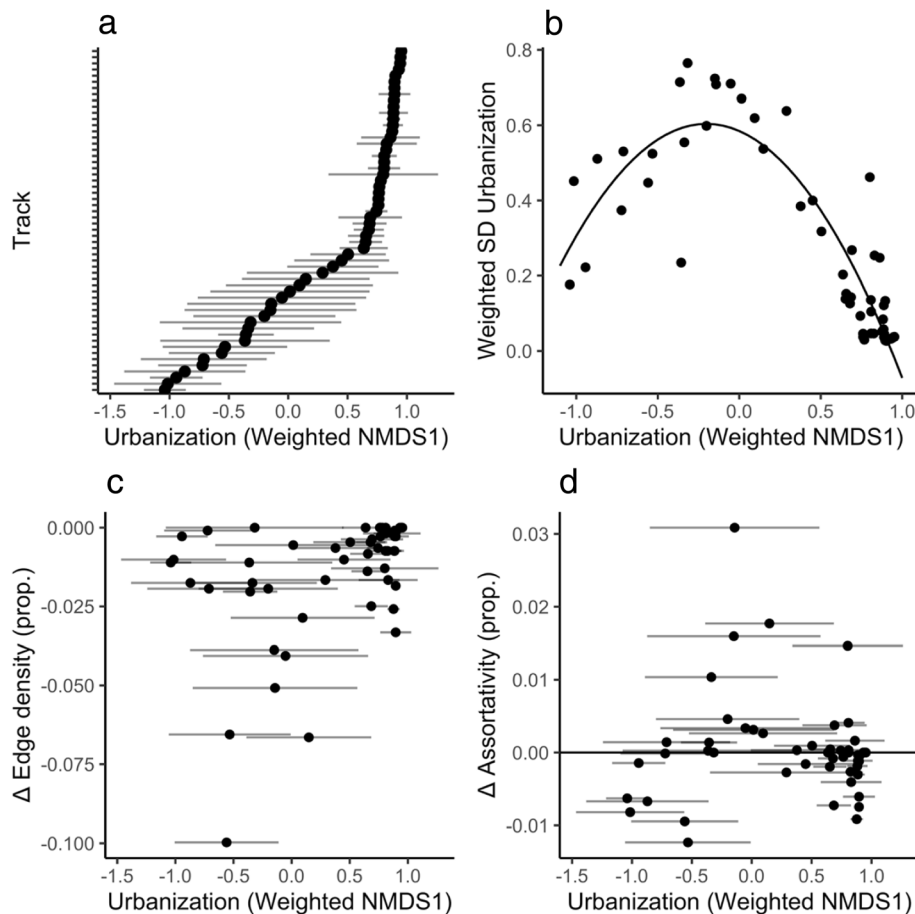 a
Track
-1.5 -1.0 -0.5 0.0 0.5 1.0
Urbanization (Weighted NMDS1)
b
Weighted SD Urbanization
0.8
0.6
0.4
0.2
0.0
-1.0 -0.5 0.0 0.5 1.0
Urbanization (Weighted NMDS1)
c
Δ Edge density (prop.)
0.000
-0.025
-0.050
-0.075
-0.100
-1.5 -1.0 -0.5 0.0 0.5 1.0
Urbanization (Weighted NMDS1)
d
Δ Assortativity (prop.)
0.03
0.02
0.01
0.00
-0.01
-1.5 -1.0 -0.5 0.0 0.5 1.0
Urbanization (Weighted NMDS1)